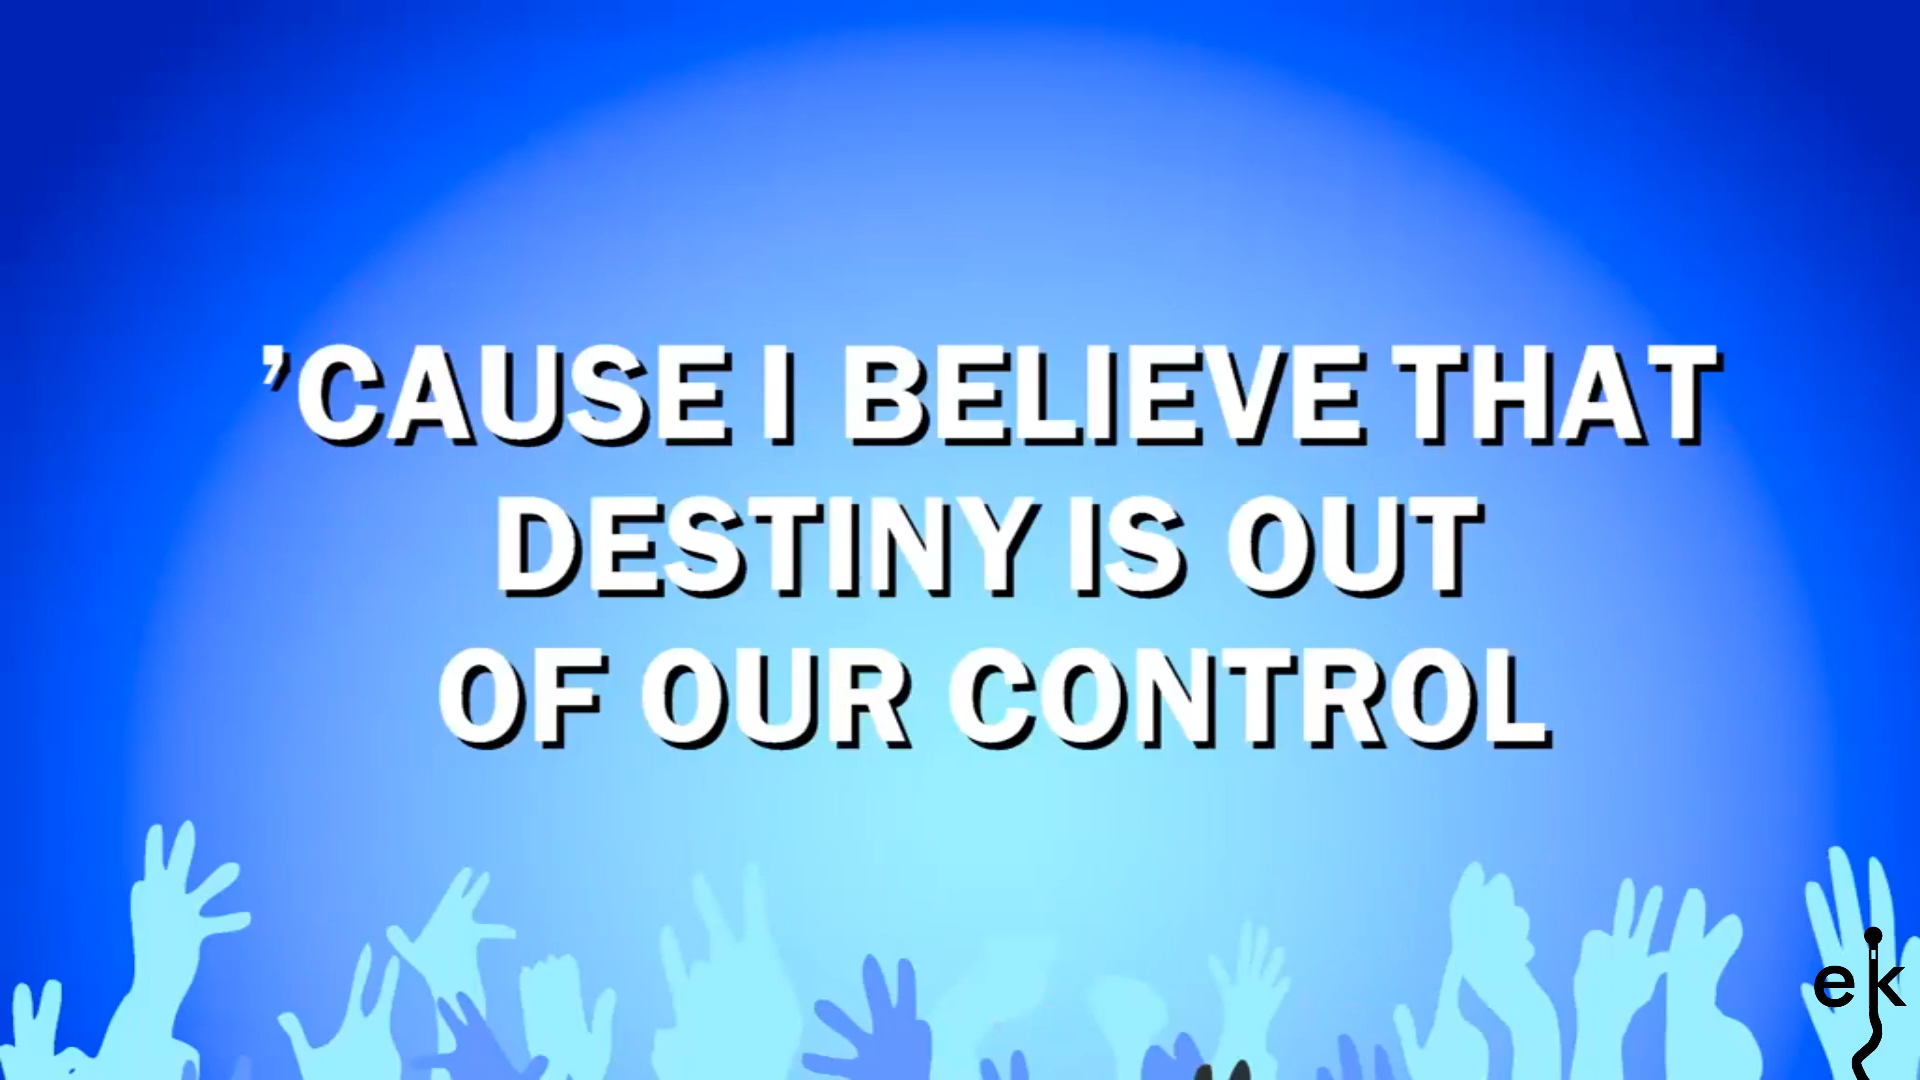 ’CAUSE I BELIEVE THAT
DESTINY IS OUT
OF OUR CONTROL
ek